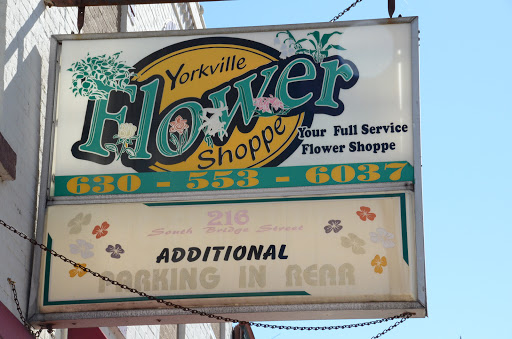 Yorkville
Flower
Shoppe
Your Full Service
Flower Shoppe
630 - 553 - 6037
216
South Bridge Street
ADDITIONAL
PARKING IN REAR